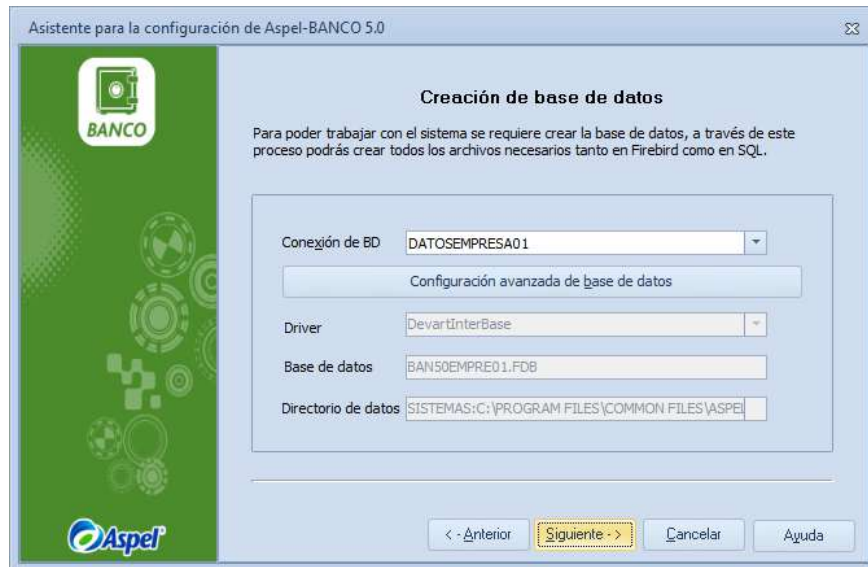 Asistente para la configuración de Aspel-BANCO 5.0
BANCO
Creación de base de datos
Para poder trabajar con el sistema se requiere crear la base de datos, a través de este
proceso podrás crear todos los archivos necesarios tanto en Firebird como en SQL.
Conexión de BD DATOSEMPRESA01
Configuración avanzada de base de datos
Driver DevartInterBase
Base de datos BAN50EMPRE01.FDB
Directorio de datos SISTEMAS:C:\PROGRAM FILES\COMMON FILES\ASPEL
Aspel
< - Anterior Siguiente - > Cancelar Ayuda